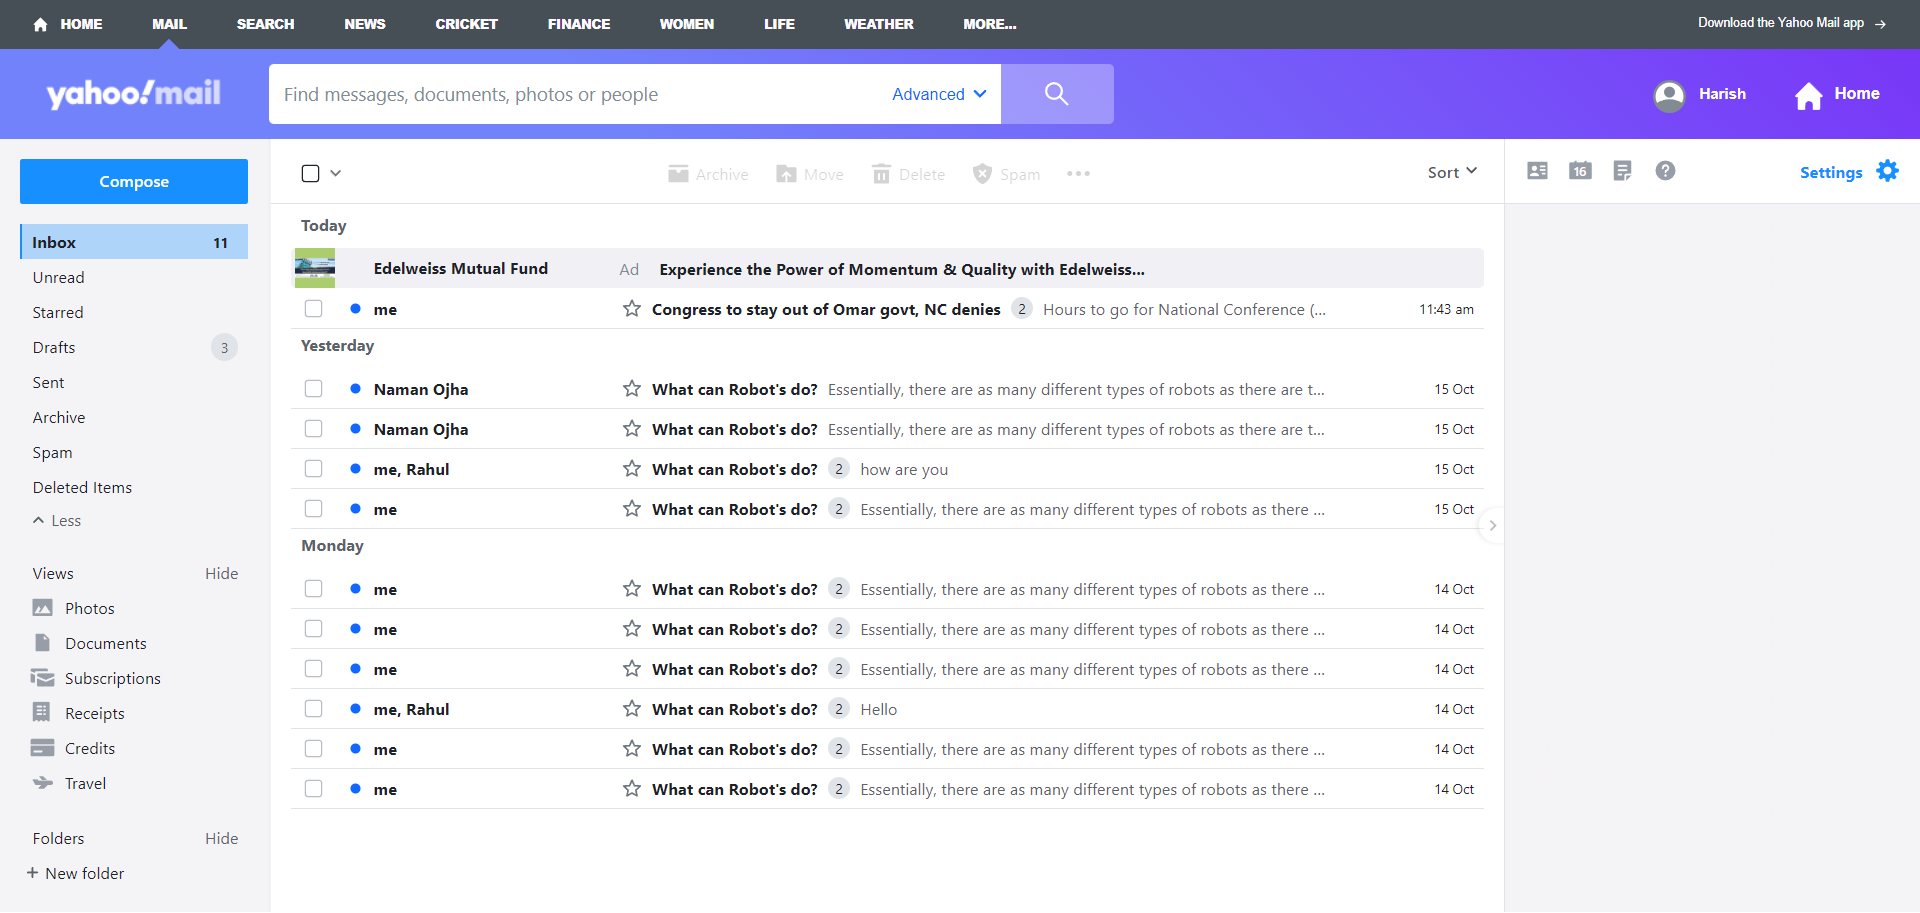 HOME MAIL SEARCH NEWS CRICKET FINANCE WOMEN LIFE WEATHER MORE... Download the Yahoo Mail app →
yahoo!mail Find messages, documents, photos or people Advanced Harish Home
Compose
Inbox 11
Unread
Starred
Drafts 3
Sent
Archive
Spam
Deleted Items
Less
Views Hide
Photos
Documents
Subscriptions
Receipts
Credits
Travel
Folders Hide
+ New folder
Archive Move Delete Spam ••• Sort
Today
Edelweiss Mutual Fund Ad Experience the Power of Momentum & Quality with Edelweiss...
me Congress to stay out of Omar govt, NC denies 2 Hours to go for National Conference (... 11:43 am
Yesterday
Naman Ojha What can Robot's do? Essentially, there are as many different types of robots as there are t... 15 Oct
Naman Ojha What can Robot's do? Essentially, there are as many different types of robots as there are t... 15 Oct
me, Rahul What can Robot's do? 2 how are you 15 Oct
me What can Robot's do? 2 Essentially, there are as many different types of robots as there ... 15 Oct
Monday
me What can Robot's do? 2 Essentially, there are as many different types of robots as there ... 14 Oct
me What can Robot's do? 2 Essentially, there are as many different types of robots as there ... 14 Oct
me What can Robot's do? 2 Essentially, there are as many different types of robots as there ... 14 Oct
me, Rahul What can Robot's do? 2 Hello 14 Oct
me What can Robot's do? 2 Essentially, there are as many different types of robots as there ... 14 Oct
me What can Robot's do? 2 Essentially, there are as many different types of robots as there ... 14 Oct
16 ? Settings